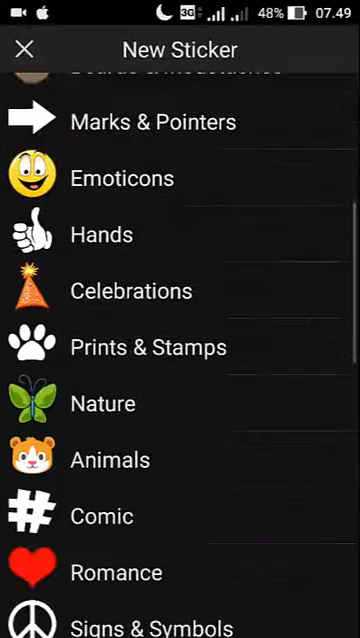 3G 48% 07.49
New Sticker
Marks & Pointers
Emoticons
Hands
Celebrations
Prints & Stamps
Nature
Animals
Comic
Romance
Signs & Symbols